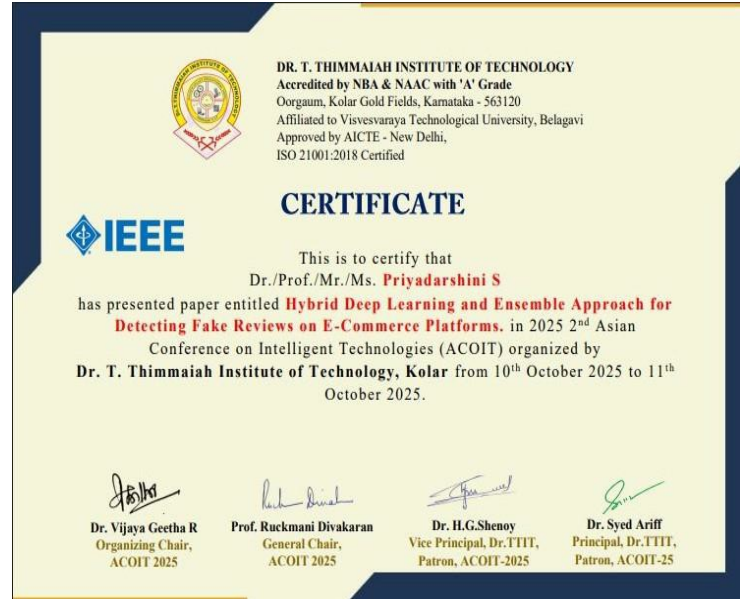 DR. T. THIMMAIAH INSTITUTE OF TECHNOLOGY
Accredited by NBA & NAAC with 'A' Grade
Oorgaum, Kolar Gold Fields, Karnataka - 563120
Affiliated to Visvesvaraya Technological University, Belagavi
Approved by AICTE - New Delhi,
ISO 21001:2018 Certified
CERTIFICATE
IEEE
This is to certify that
Dr./Prof./Mr./Ms. Priyadarshini S
has presented paper entitled Hybrid Deep Learning and Ensemble Approach for
Detecting Fake Reviews on E-Commerce Platforms. in 2025 2nd Asian
Conference on Intelligent Technologies (ACOIT) organized by
Dr. T. Thimmaiah Institute of Technology, Kolar from 10th October 2025 to 11th
October 2025.
Dr. Vijaya Geetha R
Organizing Chair,
ACOIT 2025
Prof. Ruckmani Divakaran
General Chair,
ACOIT 2025
Dr. H.G.Shenoy
Vice Principal, Dr.TTIT,
Patron, ACOIT-2025
Dr. Syed Ariff
Principal, Dr.TTIT,
Patron, ACOIT-25